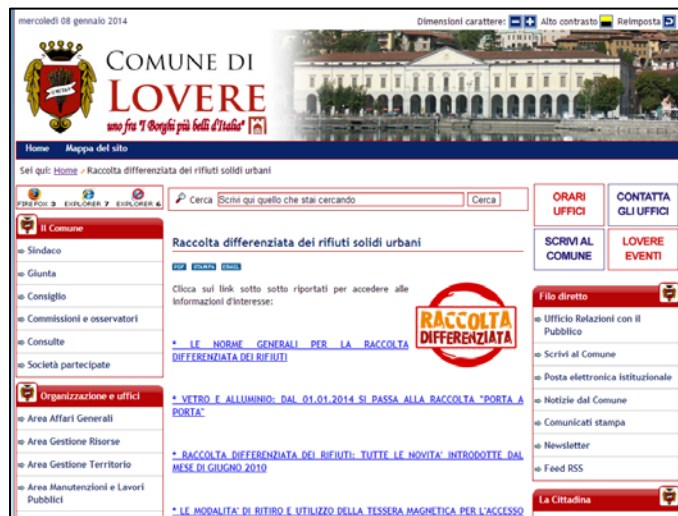 mercoledì 08 gennaio 2014
Dimensioni carattere: Alto contrasto Reimposta
COMUNE DI
LOVERE
uno fra "I Borghi più belli d'Italia"
Home Mappa del sito
Sei qui: Home Raccolta differenziata dei rifiuti solidi urbani
FIREFOX 3 EXPLORER 7 EXPLORER 6
Il Comune
Sindaco
Giunta
Consiglio
Commissioni e osservatori
Consulte
Società partecipate
Organizzazione e uffici
Area Affari Generali
Area Gestione Risorse
Area Gestione Territorio
Area Manutenzioni e Lavori
Pubblici
Cerca Scrivi qui quello che stai cercando Cerca
Raccolta differenziata dei rifiuti solidi urbani
PDF STAMPA EMAIL
Clicca sui link sotto sotto riportati per accedere alle
informazioni d'interesse:
RACCOLTA
DIFFERENZIATA
* LE NORME GENERALI PER LA RACCOLTA
DIFFERENZIATA DEI RIFIUTI
* VETRO E ALLUMINIO: DAL 01.01.2014 SI PASSA ALLA RACCOLTA "PORTA A
PORTA"
* RACCOLTA DIFFERENZIATA DEI RIFIUTI: TUTTE LE NOVITA' INTRODOTTE DAL
MESE DI GIUGNO 2010
* LE MODALITA' DI RITIRO E UTILIZZO DELLA TESSERA MAGNETICA PER L'ACCESSO
ORARI
UFFICI
CONTATTA
GLI UFFICI
SCRIVI AL
COMUNE
LOVERE
EVENTI
Filo diretto
Ufficio Relazioni con il
Pubblico
Scrivi al Comune
Posta elettronica istituzionale
Notizie dal Comune
Comunicati stampa
Newsletter
Feed RSS
La Cittadina